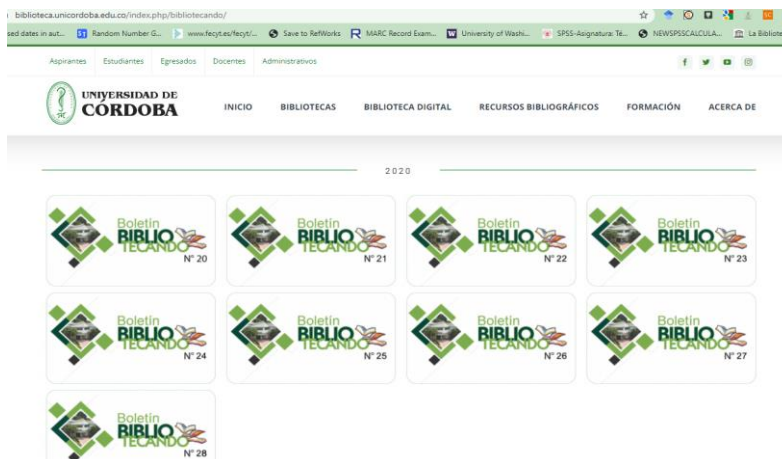 biblioteca.unicordoba.edu.co/index.php/bibliotecando/
sed dates in aut... Random Number G... www.fecyt.es/fecyt/... Save to RefWorks MARC Record Exam... University of Washi... SPSS-Asignatura: Té... NEWSPSSCALCULA... La Bibliote
Aspirantes Estudiantes Egresados Docentes Administrativos
UNIVERSIDAD DE
CÓRDOBA
INICIO BIBLIOTECAS BIBLIOTECA DIGITAL RECURSOS BIBLIOGRÁFICOS FORMACIÓN ACERCA DE
2020
Boletín
BIBLIO
TECANDO
N° 20
Boletín
BIBLIO
TECANDO
N° 21
Boletín
BIBLIO
TECANDO
N° 22
Boletín
BIBLIO
TECANDO
N° 23
Boletín
BIBLIO
TECANDO
N° 24
Boletín
BIBLIO
TECANDO
N° 25
Boletín
BIBLIO
TECANDO
N° 26
Boletín
BIBLIO
TECANDO
N° 27
Boletín
BIBLIO
TECANDO
N° 28